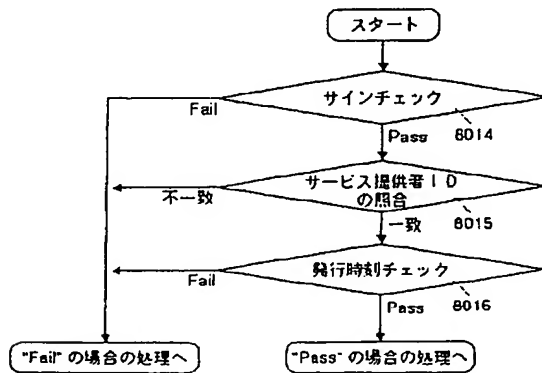 スタート
サインチェック
Fail
Pass
8014
サービス提供者ID
の照合
不一致
一致
8015
発行時刻チェック
Fail
Pass
8016
"Fail" の場合の処理へ
"Pass" の場合の処理へ